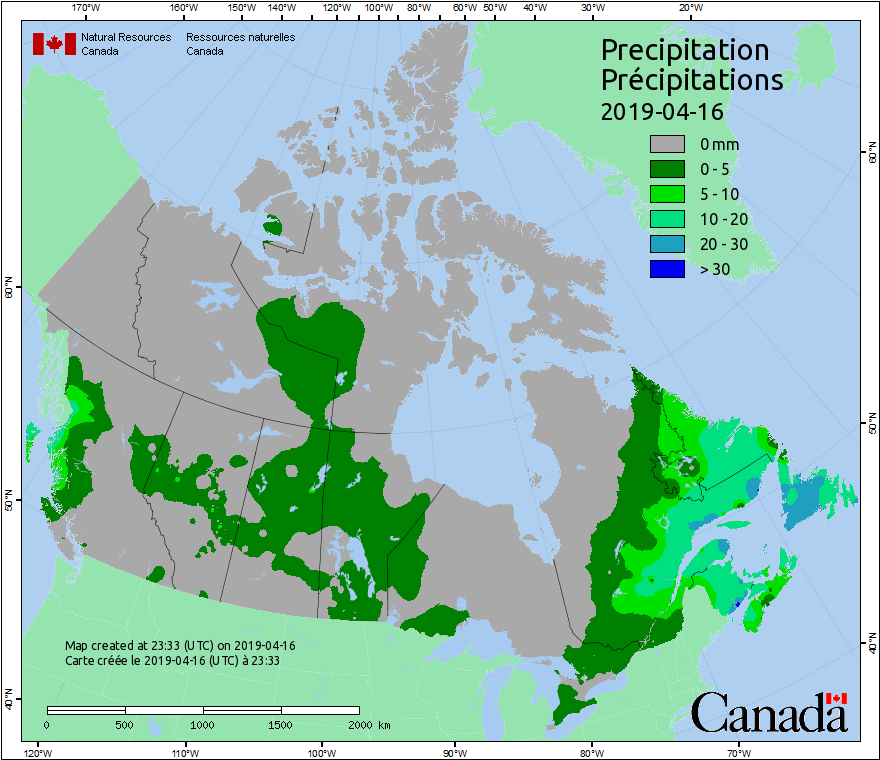 170°W 160°W 150°W 140°W 130°W 120°W 110°W 100°W 90°W 80°W 70°W 60°W 50°W 40°W 30°W 20°W
Natural Resources Ressources naturelles
Canada Canada
Precipitation
Précipitations
2019-04-16
0 mm
0 - 5
5 - 10
10 - 20
20 - 30
> 30
60°N 60°N
50°N 50°N
40°N 40°N
Map created at 23:33 (UTC) on 2019-04-16
Carte créée le 2019-04-16 (UTC) à 23:33
0 500 1000 1500 2000 km
Canada
120°W 110°W 100°W 90°W 80°W 70°W